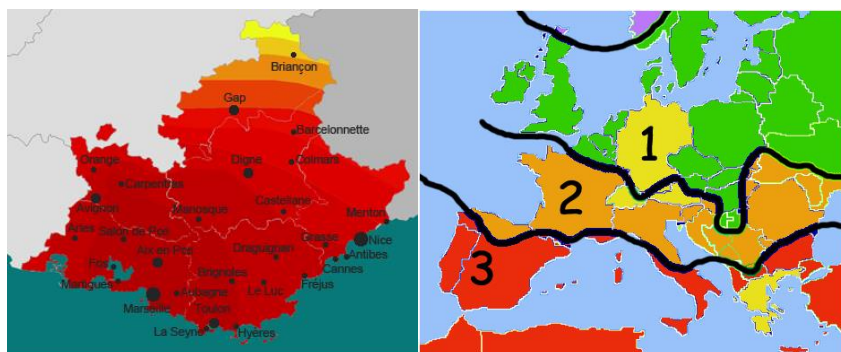 Briançon
Gap
Barcelonnette
Orange
Digne
Colmars
Carpentras
Avignon
Castellane
Menton
Manosque
Arles
Salon de Pce
Grasse
Nice
Aix en Pce
Draguignan
Antibes
Fos
Brignoles
Cannes
Martigues
Aubagne
Le Luc
Fréjus
Marseille
Toulon
La Seyne
Hyères
1
2
3